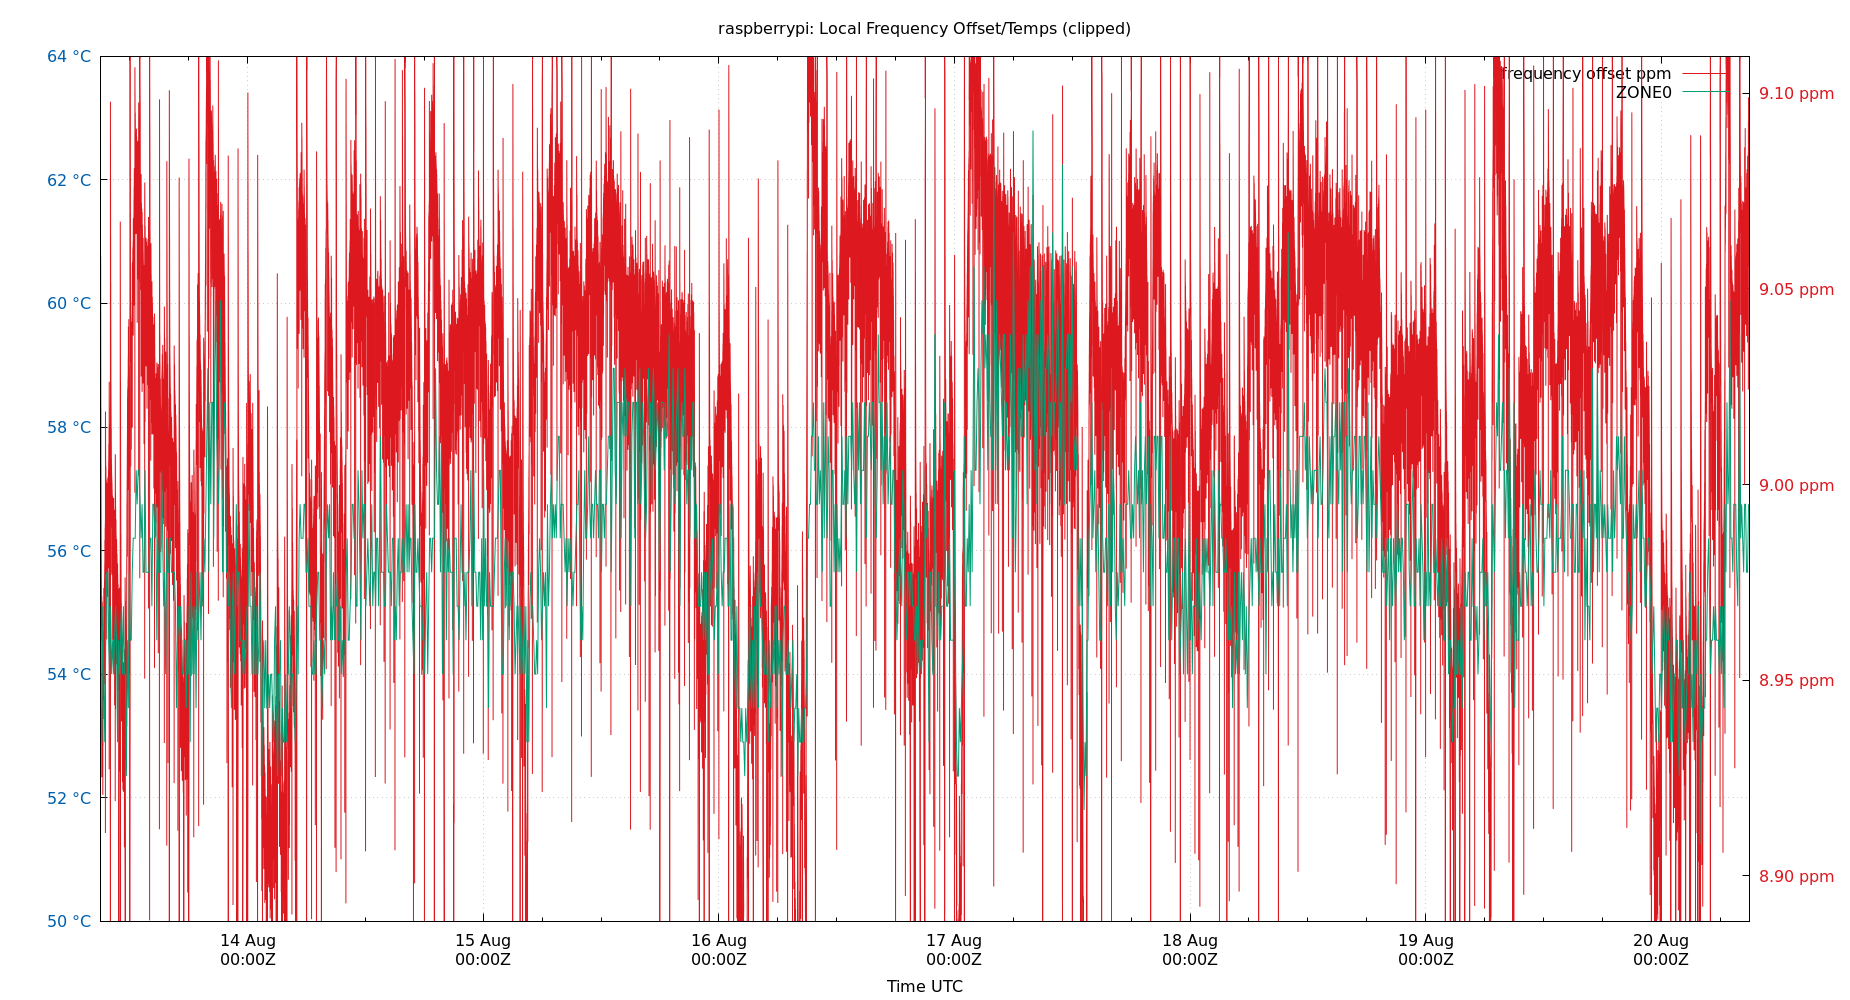 raspberrypi: Local Frequency Offset/Temps (clipped)
64 °C
62 °C
60 °C
58 °C
56 °C
54 °C
52 °C
50 °C
frequency offset ppm
ZONE0
9.10 ppm
9.05 ppm
9.00 ppm
8.95 ppm
8.90 ppm
14 Aug
00:00Z
15 Aug
00:00Z
16 Aug
00:00Z
17 Aug
00:00Z
18 Aug
00:00Z
19 Aug
00:00Z
20 Aug
00:00Z
Time UTC